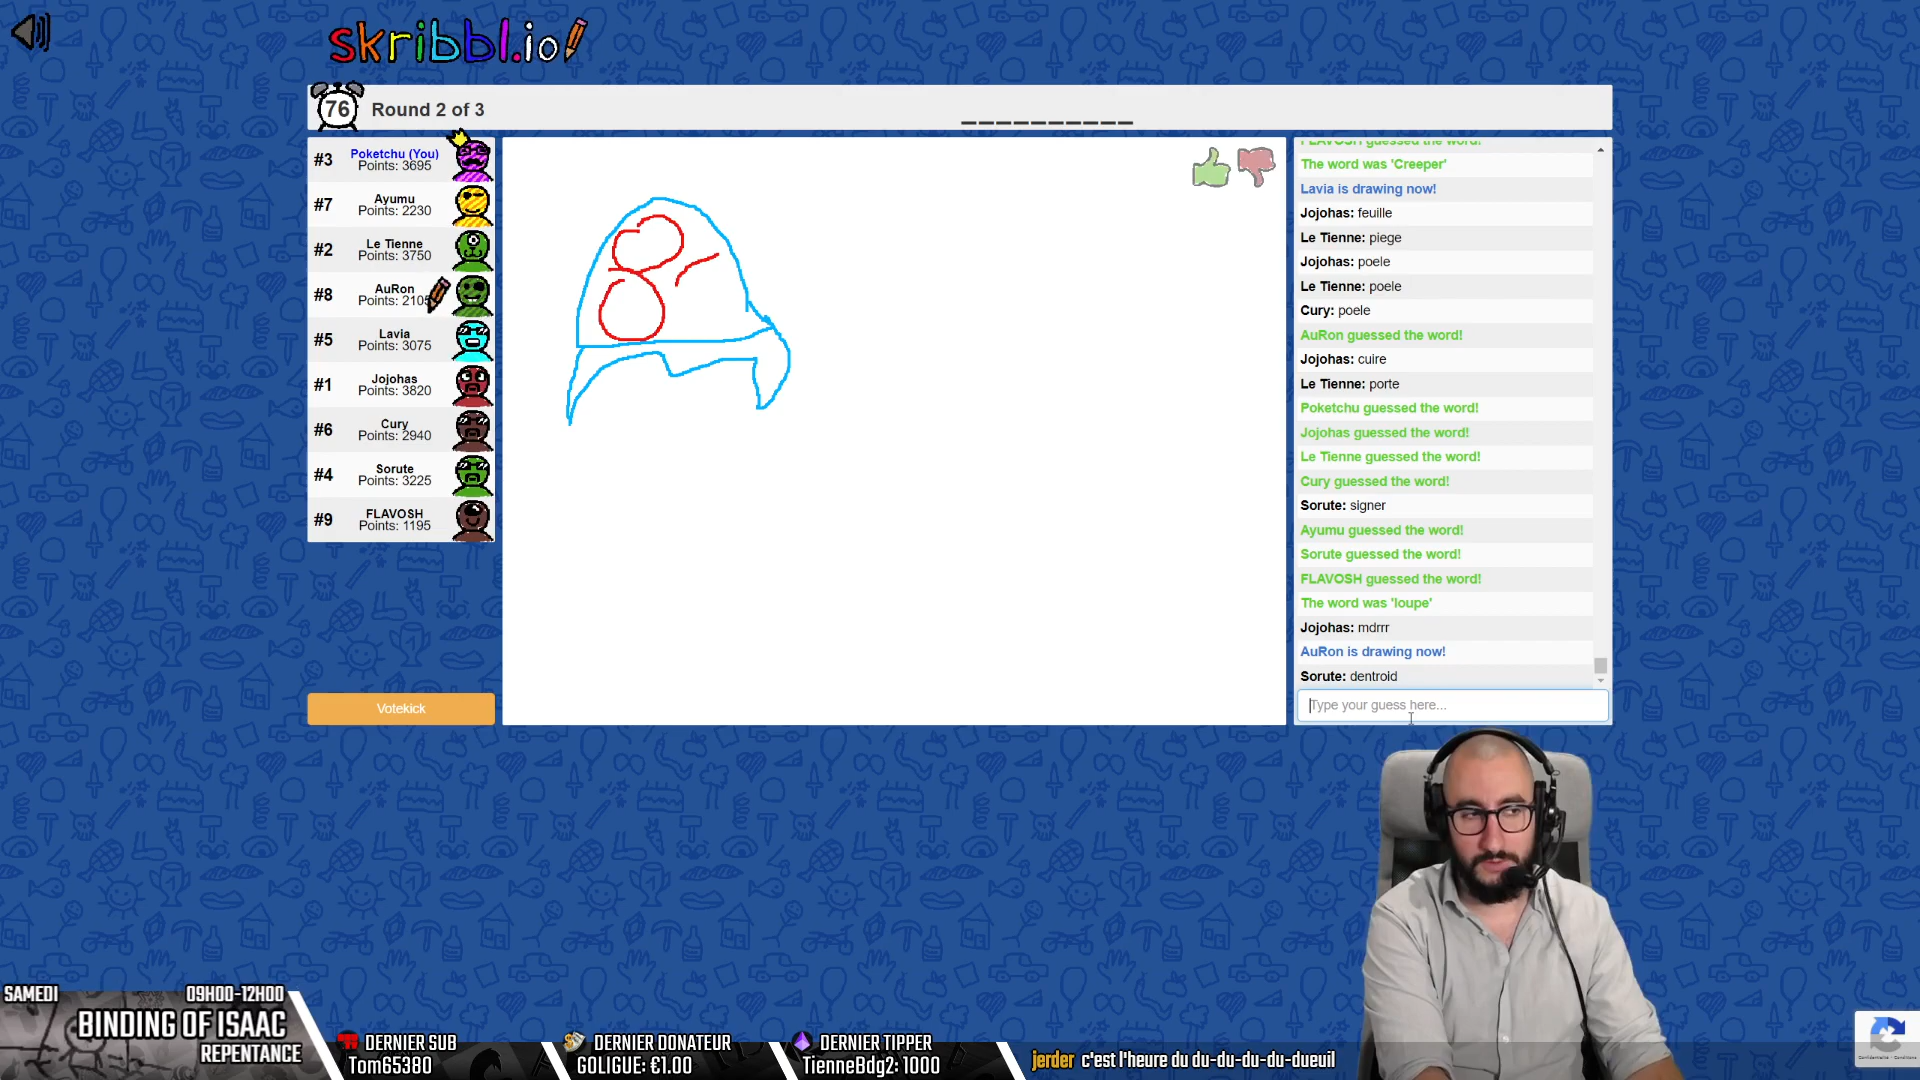 skribbl.io
76
Round 2 of 3
__________
#3
Poketchu (You)
Points: 3695
#7
Ayumu
Points: 2230
#2
Le Tienne
Points: 3750
#8
AuRon
Points: 2105
#5
Lavia
Points: 3075
#1
Jojohas
Points: 3820
#6
Cury
Points: 2940
#4
Sorute
Points: 3225
#9
FLAVOSH
Points: 1195
Votekick
FLAVOSH guessed the word!
The word was 'Creeper'
Lavia is drawing now!
Jojohas: feuille
Le Tienne: piege
Jojohas: poele
Le Tienne: poele
Cury: poele
AuRon guessed the word!
Jojohas: cuire
Le Tienne: porte
Poketchu guessed the word!
Jojohas guessed the word!
Le Tienne guessed the word!
Cury guessed the word!
Sorute: signer
Ayumu guessed the word!
Sorute guessed the word!
FLAVOSH guessed the word!
The word was 'loupe'
Jojohas: mdrrr
AuRon is drawing now!
Sorute: dentroid
Type your guess here...
SAMEDI 09H00-12H00
BINDING OF ISAAC
REPENTANCE
DERNIER SUB
Tom65380
DERNIER DONATEUR
GOLIGUE: €1.00
DERNIER TIPPER
TienneBdg2: 1000
jerder c'est l'heure du du-du-du-du-dueuil